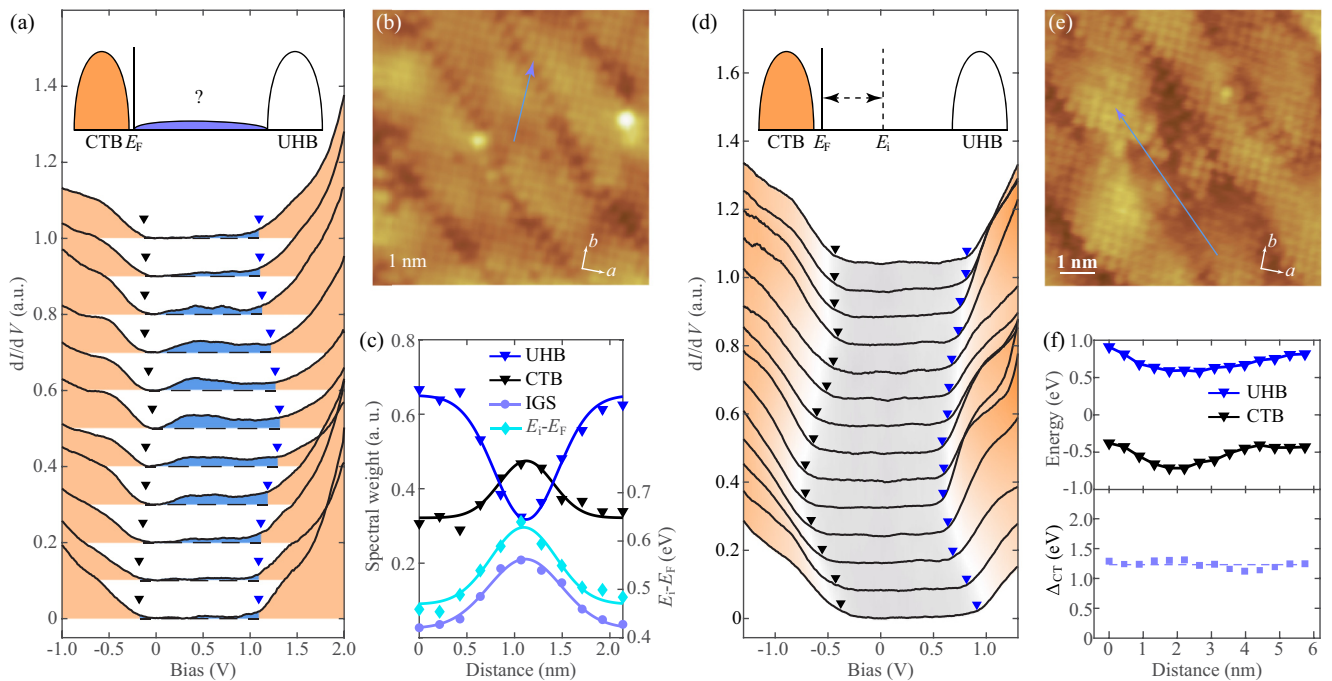 (a)
dI/dV (a.u.)
1.4
1.2
1.0
0.8
0.6
0.4
0.2
0
?
CTB
E_F
UHB
-1.0
-0.5
0
0.5
1.0
1.5
2.0
Bias (V)
(b)
1 nm
b
a
(c)
Spectral weight (a. u.)
0.8
0.6
0.4
0.2
UHB
CTB
IGS
E_i-E_F
0.7
0.6
0.5
0.4
E_i-E_F (eV)
0
0.5
1.0
1.5
2.0
Distance (nm)
(d)
dI/dV (a.u.)
1.6
1.4
1.2
1.0
0.8
0.6
0.4
0.2
0
CTB
E_F
E_i
UHB
-1.0
-0.5
0
0.5
1.0
Bias (V)
(e)
1 nm
b
a
(f)
Energy (eV)
1.0
0.5
0
-0.5
-1.0
UHB
CTB
Δ_CT (eV)
2.0
1.5
1.0
0.5
0
0
1
2
3
4
5
6
Distance (nm)